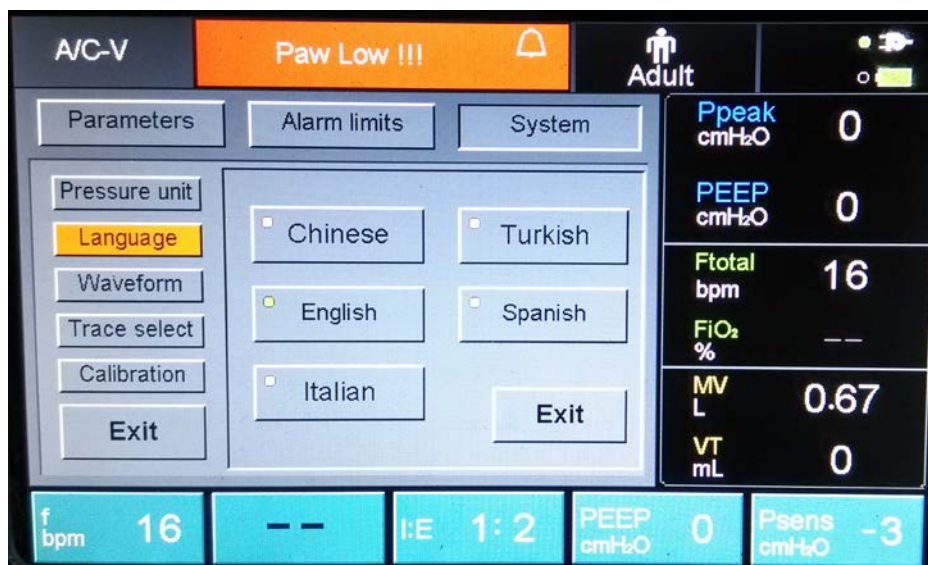 A/C-V
Paw Low !!!
Adult
Parameters
Alarm limits
System
Pressure unit
Language
Waveform
Trace select
Calibration
Exit
Chinese
Turkish
English
Spanish
Italian
Exit
Ppeak
cmH₂O
0
PEEP
cmH₂O
0
Ftotal
bpm
16
FiO₂
%
--
MV
L
0.67
VT
mL
0
f
bpm
16
--
I:E
1:2
PEEP
cmH₂O
0
Psens
cmH₂O
-3